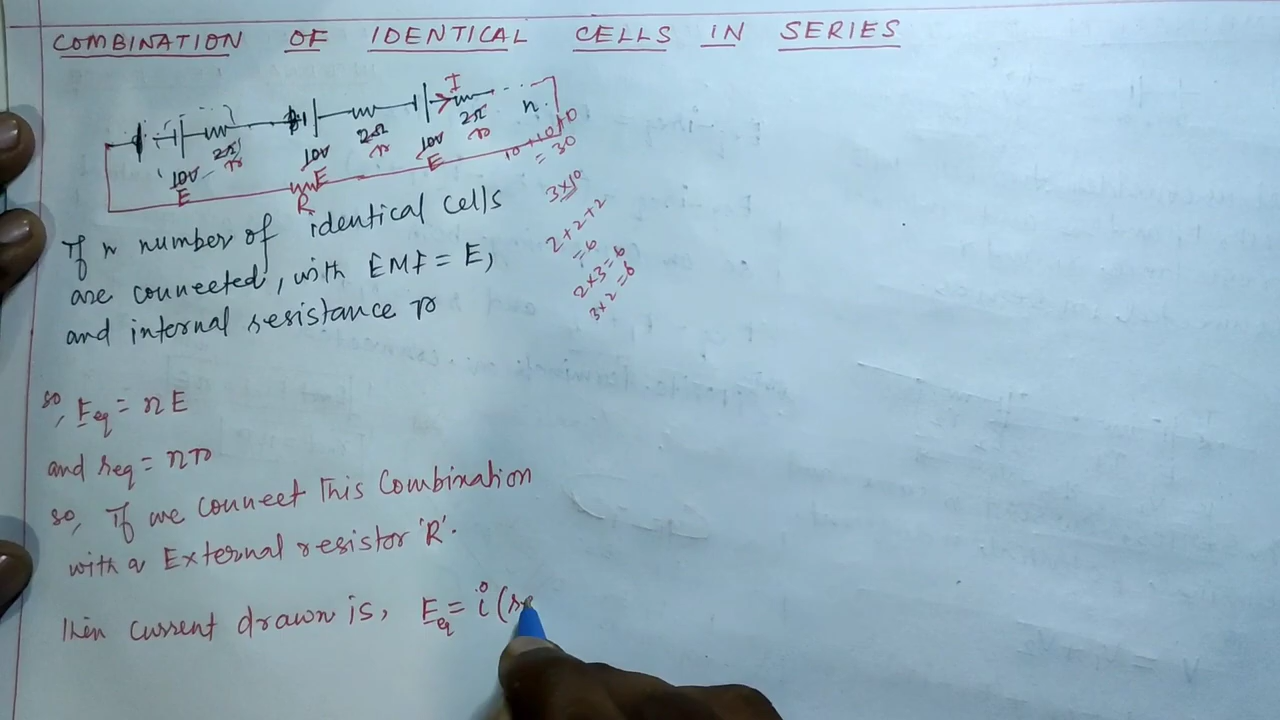 COMBINATION OF IDENTICAL CELLS IN SERIES
I
2Ω 2Ω 2Ω n
r r r
10V 10V 10V
E E E
R
10+10+10
= 30
3×10
2+2+2
=6
2×3=6
3×2=6
If n number of identical cells
are connected, with EMF = E,
and internal resistance r
so, Eeq = nE
and req = nr
so, If we connect This Combination
with a External resistor 'R'.
Then current drawn is, Eeq = i (re